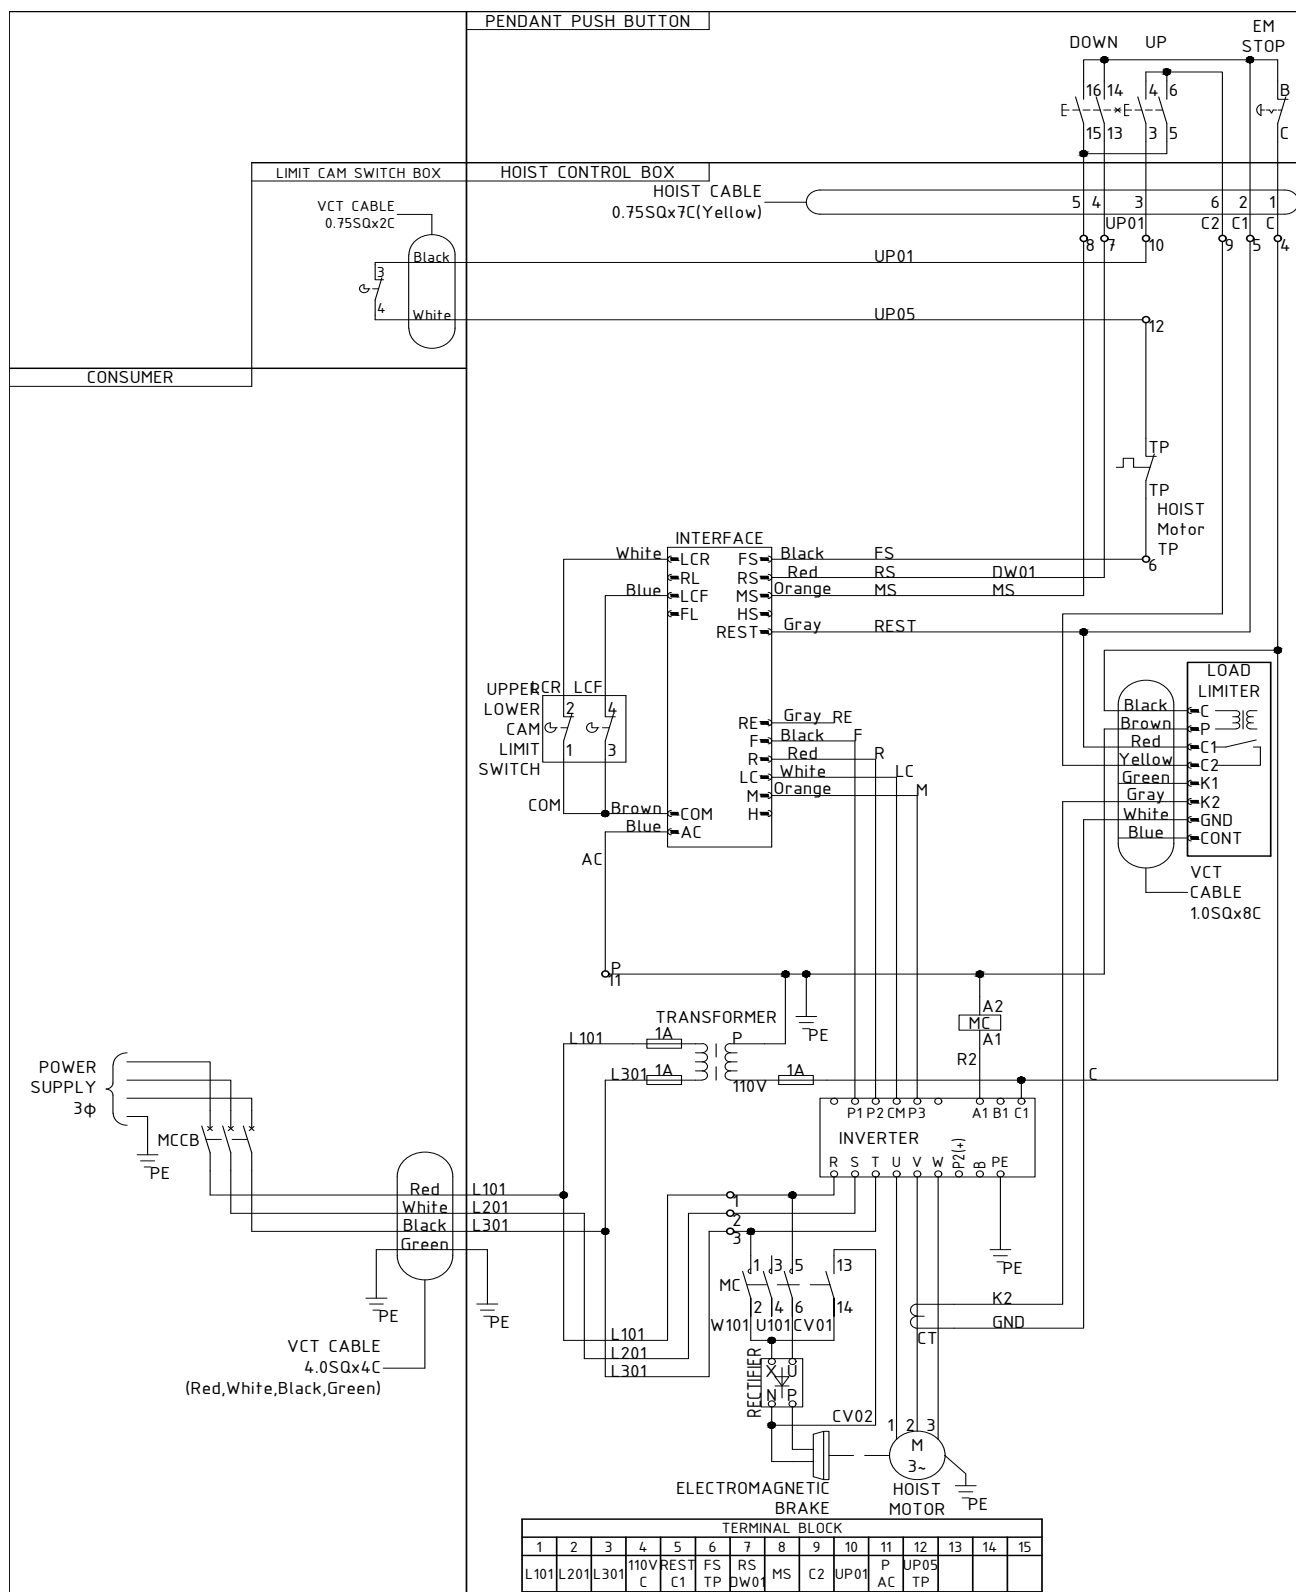 PENDANT PUSH BUTTON
EM
STOP
DOWN UP
16 14 4 6 B
15 13 3 5 C
LIMIT CAM SWITCH BOX
HOIST CONTROL BOX
HOIST CABLE
0.75SQx7C(Yellow)
5 4 3 6 2 1
UP01 C2 C1 C
8 7 10 9 5 4
VCT CABLE
0.75SQx2C
Black
UP01
3
4
White
UP05
12
CONSUMER
TP
TP
HOIST
Motor
TP
6
INTERFACE
White LCR FS Black FS
RL RS Red RS DW01
Blue LCF MS Orange MS MS
FL HS
REST Gray REST
UPPER
LOWER
CAM
LIMIT
SWITCH
LCR LCF
2 4
1 3
COM
RE Gray RE
F Black F
R Red R
LC White LC
M Orange M
Brown COM H
Blue AC
AC
LOAD
LIMITER
Black C
Brown P
Red C1
Yellow C2
Green K1
Gray K2
White GND
Blue CONT
VCT
CABLE
1.0SQx8C
P
11
TRANSFORMER
L101 1A P
L301 1A
110V 1A
PE
A2
MC
A1
R2
C
P1 P2 CM P3 A1 B1 C1
INVERTER
R S T U V W P2(+) B PE
PE
POWER
SUPPLY
3φ
PE
MCCB
Red L101
White L201
Black L301
Green
PE
PE
VCT CABLE
4.0SQx4C
(Red,White,Black,Green)
1
2
3
MC
1 3 5 13
2 4 6 14
W101 U101 CV01
L101
L201
L301
RECTIFIER
X U
N P
CV02
K2
GND
CT
1 2 3
M
3~
HOIST
MOTOR
PE
ELECTROMAGNETIC
BRAKE
TERMINAL BLOCK
1 2 3 4 5 6 7 8 9 10 11 12 13 14 15
L101 L201 L301 110V C REST C1 FS TP RS DW01 MS C2 UP01 P AC UP05 TP